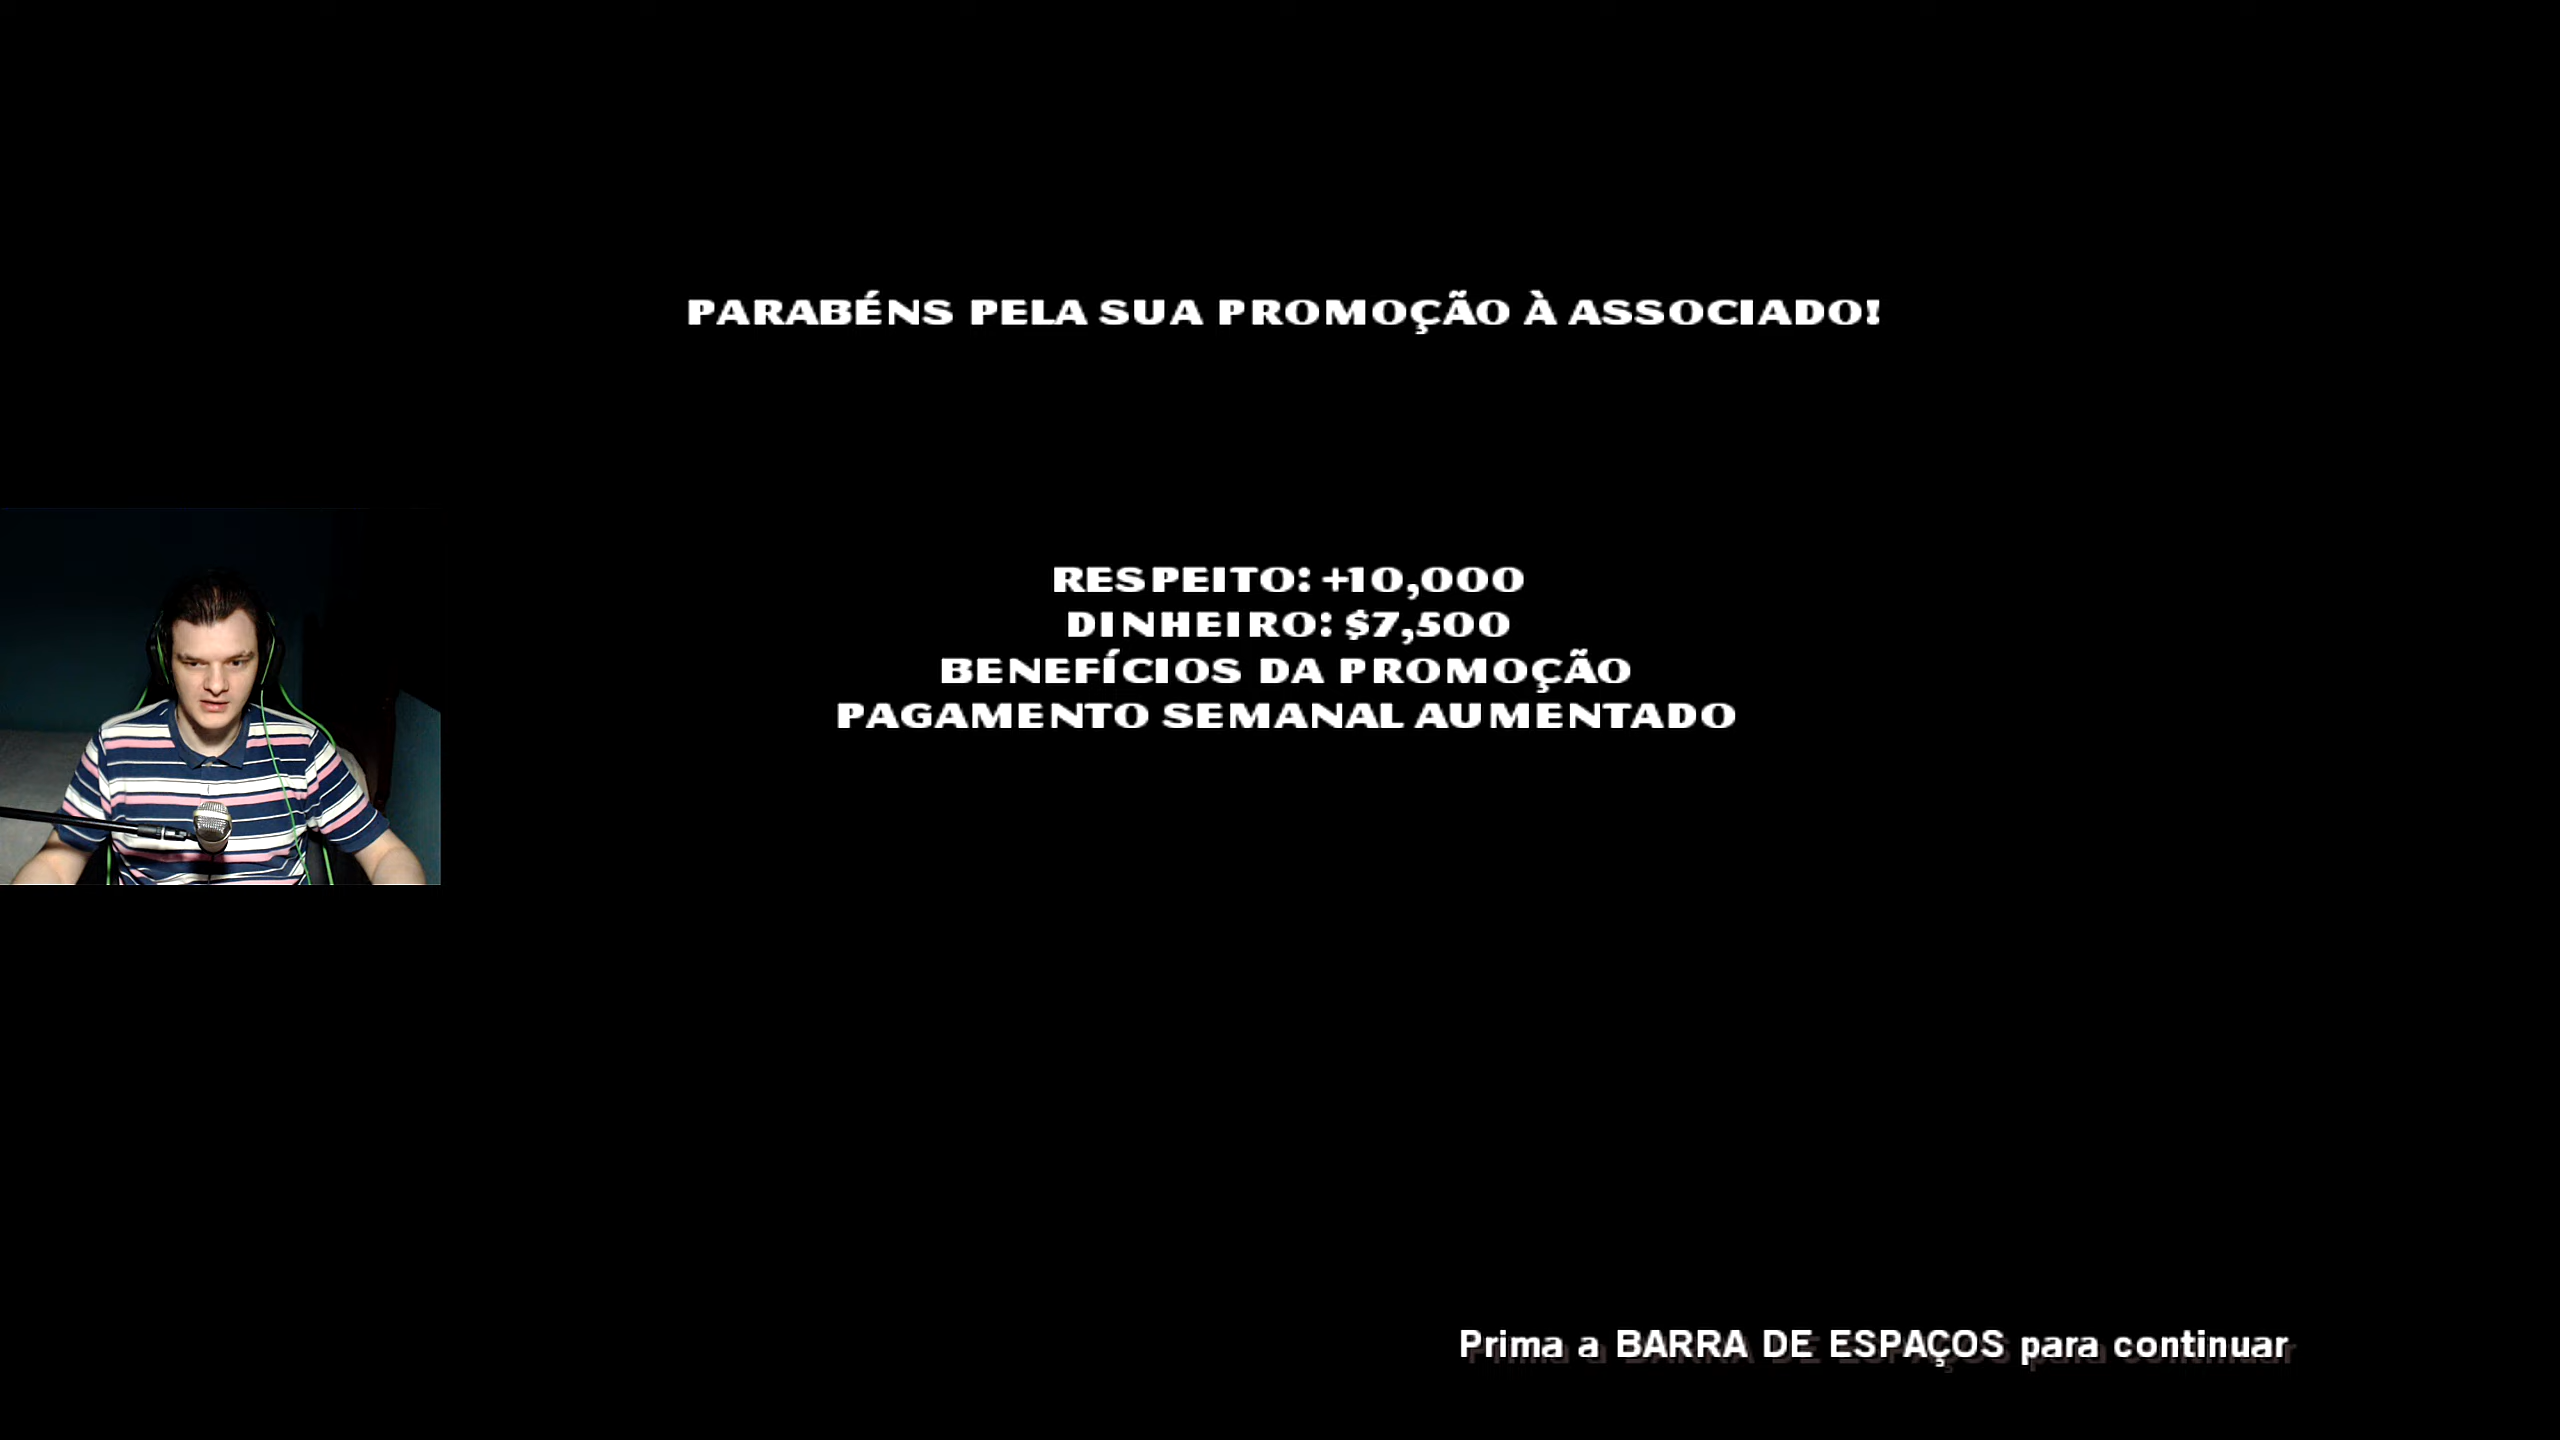 PARABÉNS PELA SUA PROMOÇÃO À ASSOCIADO!
RESPEITO: +10,000
DINHEIRO: $7,500
BENEFÍCIOS DA PROMOÇÃO
PAGAMENTO SEMANAL AUMENTADO
Prima a BARRA DE ESPAÇOS para continuar